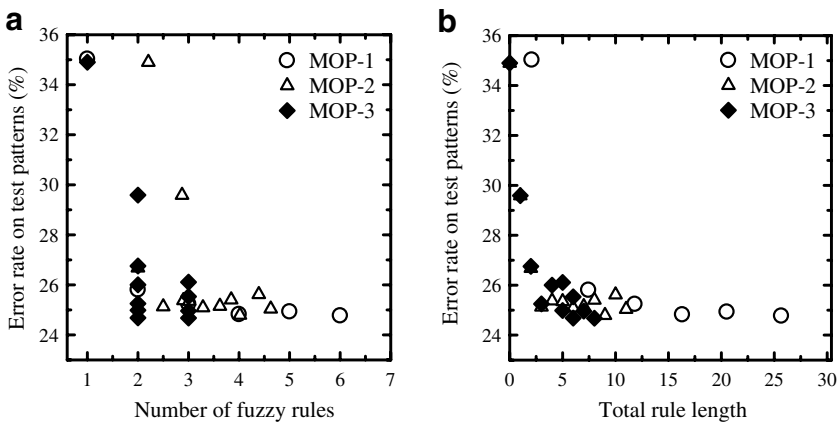 a
36
34
32
30
28
26
24
Error rate on test patterns (%)
MOP-1
MOP-2
MOP-3
1 2 3 4 5 6 7
Number of fuzzy rules
b
36
34
32
30
28
26
24
Error rate on test patterns (%)
MOP-1
MOP-2
MOP-3
0 5 10 15 20 25 30
Total rule length